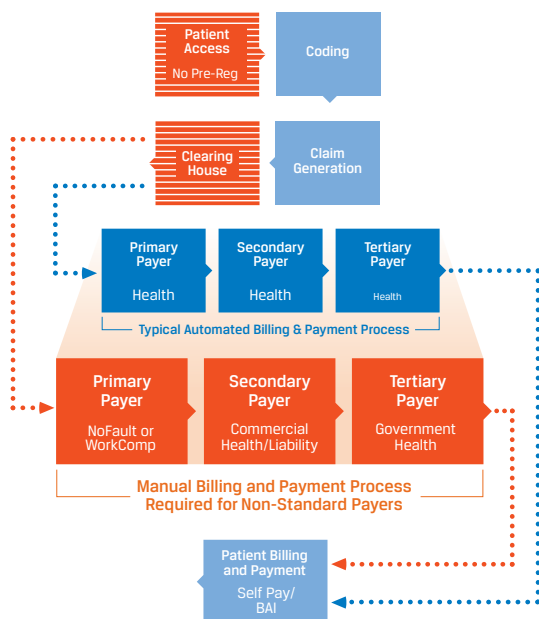 Patient
Access
No Pre-Reg
Coding
Clearing
House
Claim
Generation
Primary
Payer
Health
Secondary
Payer
Health
Tertiary
Payer
Health
Typical Automated Billing & Payment Process
Primary
Payer
NoFault or
WorkComp
Secondary
Payer
Commercial
Health/Liability
Tertiary
Payer
Government
Health
Manual Billing and Payment Process
Required for Non-Standard Payers
Patient Billing
and Payment
Self Pay/
BAI